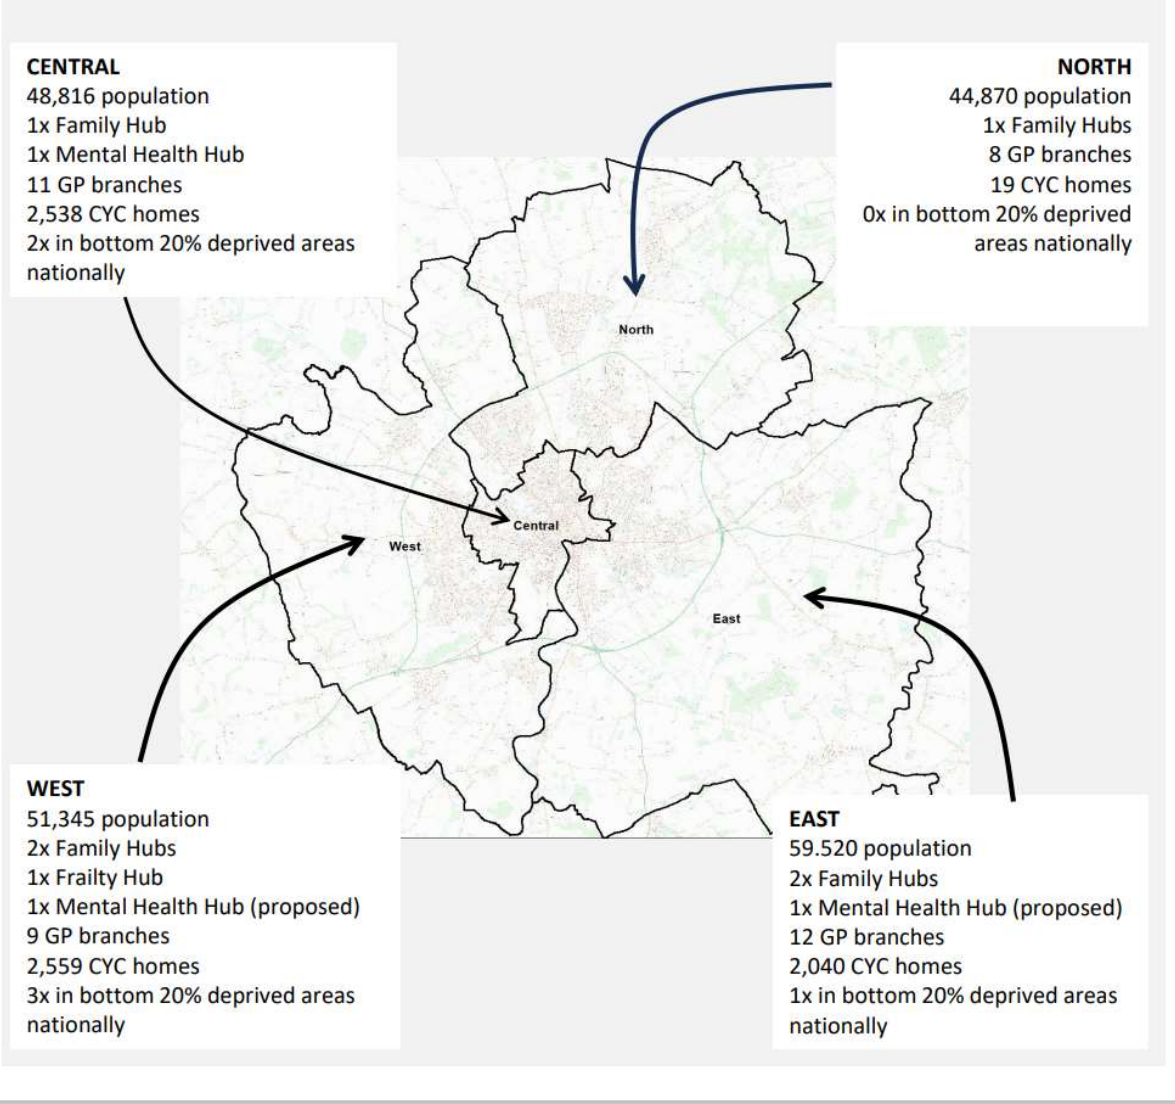 CENTRAL
48,816 population
1x Family Hub
1x Mental Health Hub
11 GP branches
2,538 CYC homes
2x in bottom 20% deprived areas
nationally
NORTH
44,870 population
1x Family Hubs
8 GP branches
19 CYC homes
0x in bottom 20% deprived
areas nationally
North
Central
West
East
WEST
51,345 population
2x Family Hubs
1x Frailty Hub
1x Mental Health Hub (proposed)
9 GP branches
2,559 CYC homes
3x in bottom 20% deprived areas
nationally
EAST
59.520 population
2x Family Hubs
1x Mental Health Hub (proposed)
12 GP branches
2,040 CYC homes
1x in bottom 20% deprived areas
nationally